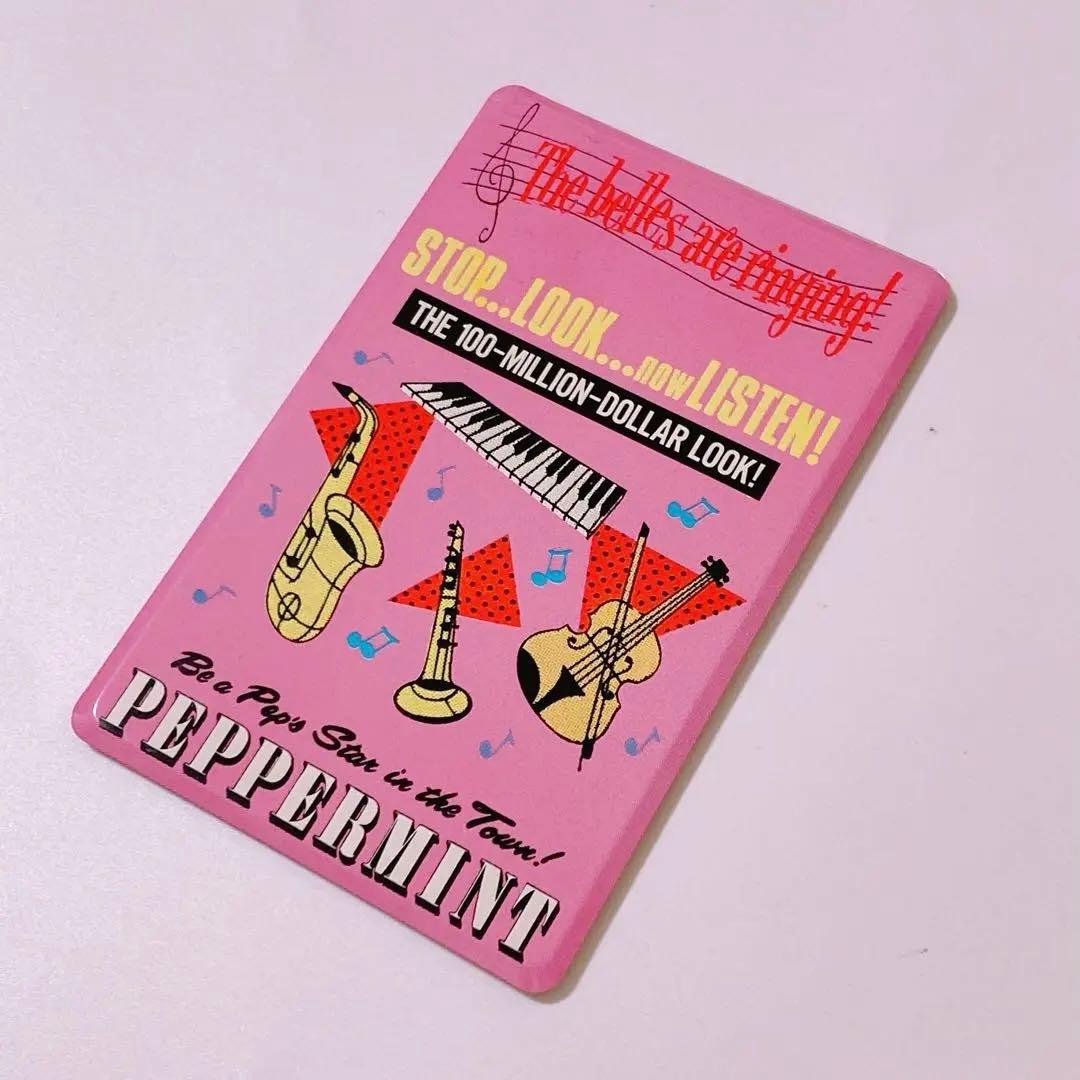 The belles are ringing!
STOP...LOOK...now LISTEN!
THE 100-MILLION-DOLLAR LOOK!
Be a Pep's Star in the Town!
PEPPERMINT